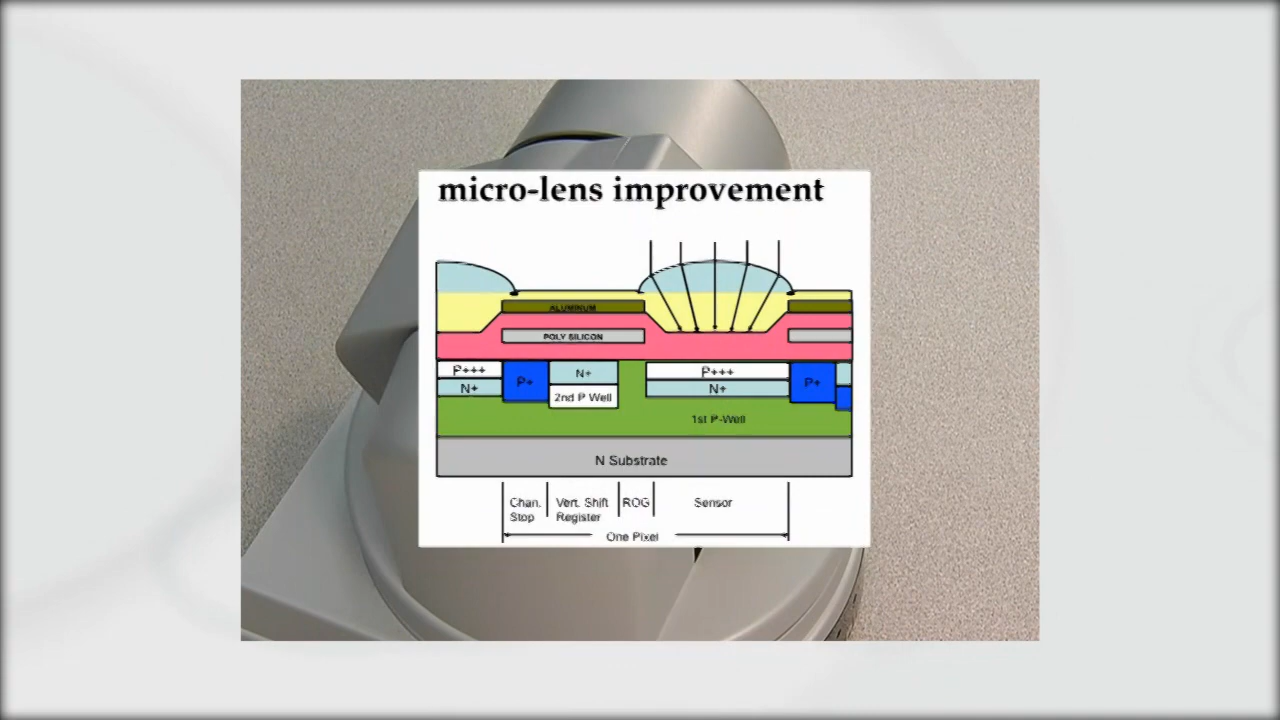 micro-lens improvement
ALUMINUM
POLY SILICON
P+++
P+
N+
P+++
P+
N+
2nd P Well
N+
1st P-Well
N Substrate
Chan. Stop
Vert. Shift Register
ROG
Sensor
One Pixel